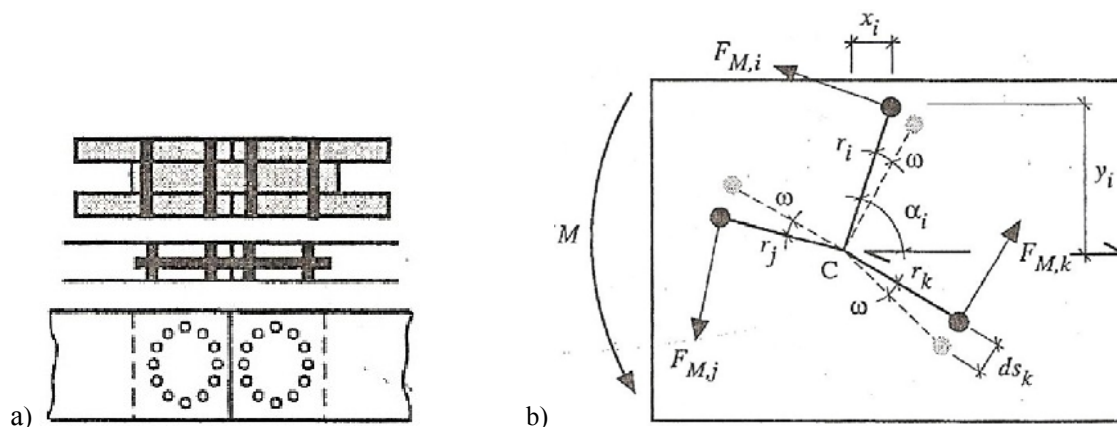 a)
b)
x_i
F_{M,i}
r_i
ω
y_i
ω
α_i
M
r_j
C
r_k
F_{M,k}
ω
F_{M,j}
ds_k